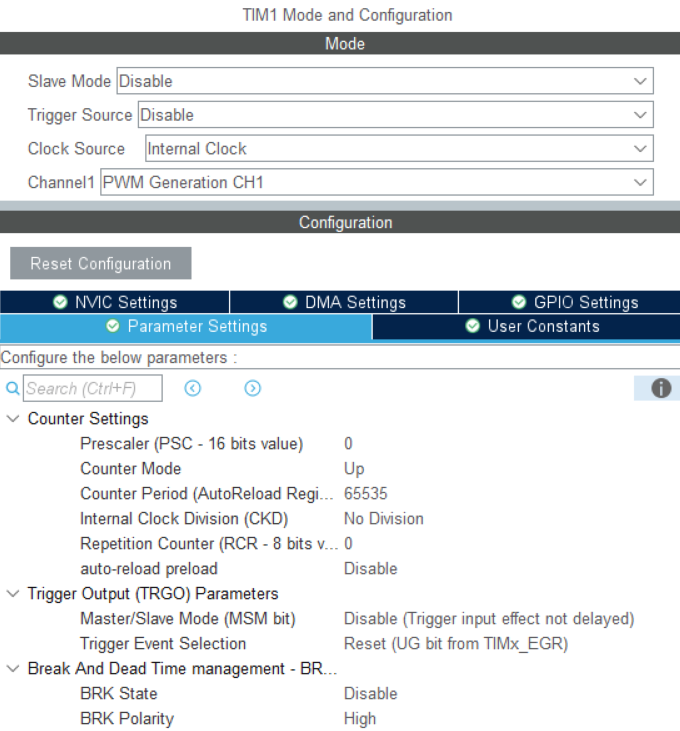 TIM1 Mode and Configuration
Mode
Slave Mode Disable
Trigger Source Disable
Clock Source Internal Clock
Channel1 PWM Generation CH1
Configuration
Reset Configuration
NVIC Settings DMA Settings GPIO Settings
Parameter Settings User Constants
Configure the below parameters :
Search (Ctrl+F)
Counter Settings
Prescaler (PSC - 16 bits value) 0
Counter Mode Up
Counter Period (AutoReload Regi... 65535
Internal Clock Division (CKD) No Division
Repetition Counter (RCR - 8 bits v... 0
auto-reload preload Disable
Trigger Output (TRGO) Parameters
Master/Slave Mode (MSM bit) Disable (Trigger input effect not delayed)
Trigger Event Selection Reset (UG bit from TIMx_EGR)
Break And Dead Time management - BR...
BRK State Disable
BRK Polarity High